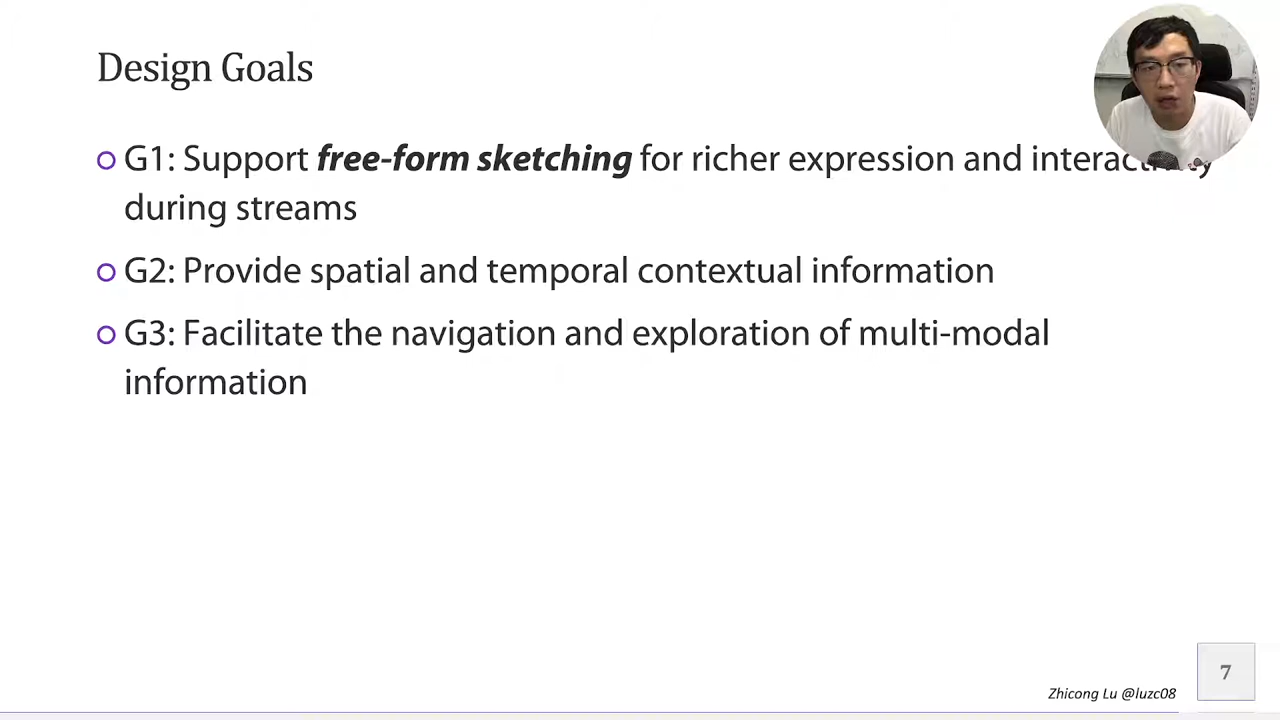 Design Goals
G1: Support free-form sketching for richer expression and interactivity
during streams
G2: Provide spatial and temporal contextual information
G3: Facilitate the navigation and exploration of multi-modal
information
Zhicong Lu @luzc08
7